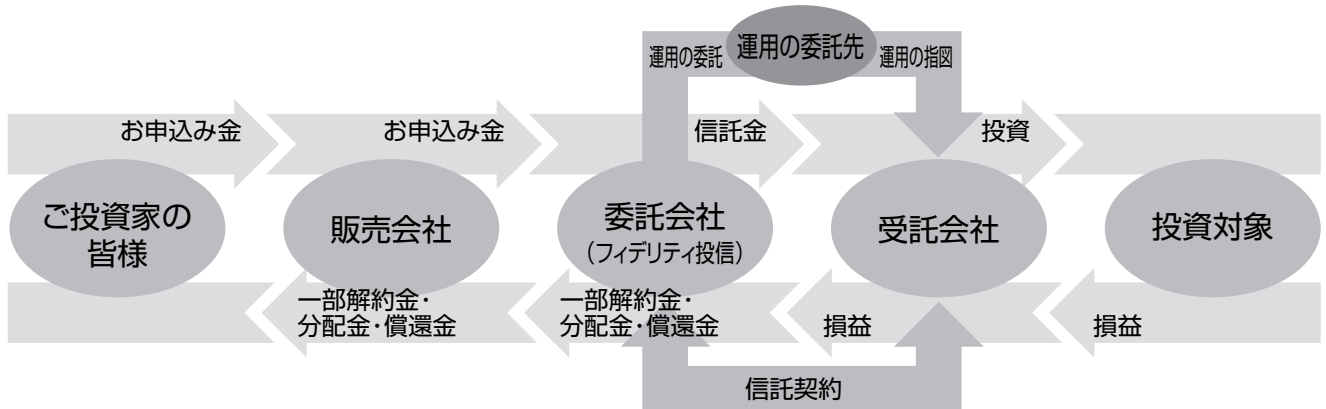 運用の委託
運用の委託先
運用の指図
お申込み金
お申込み金
信託金
投資
ご投資家の
皆様
販売会社
委託会社
(フィデリティ投信)
受託会社
投資対象
一部解約金・
分配金・償還金
一部解約金・
分配金・償還金
損益
損益
信託契約